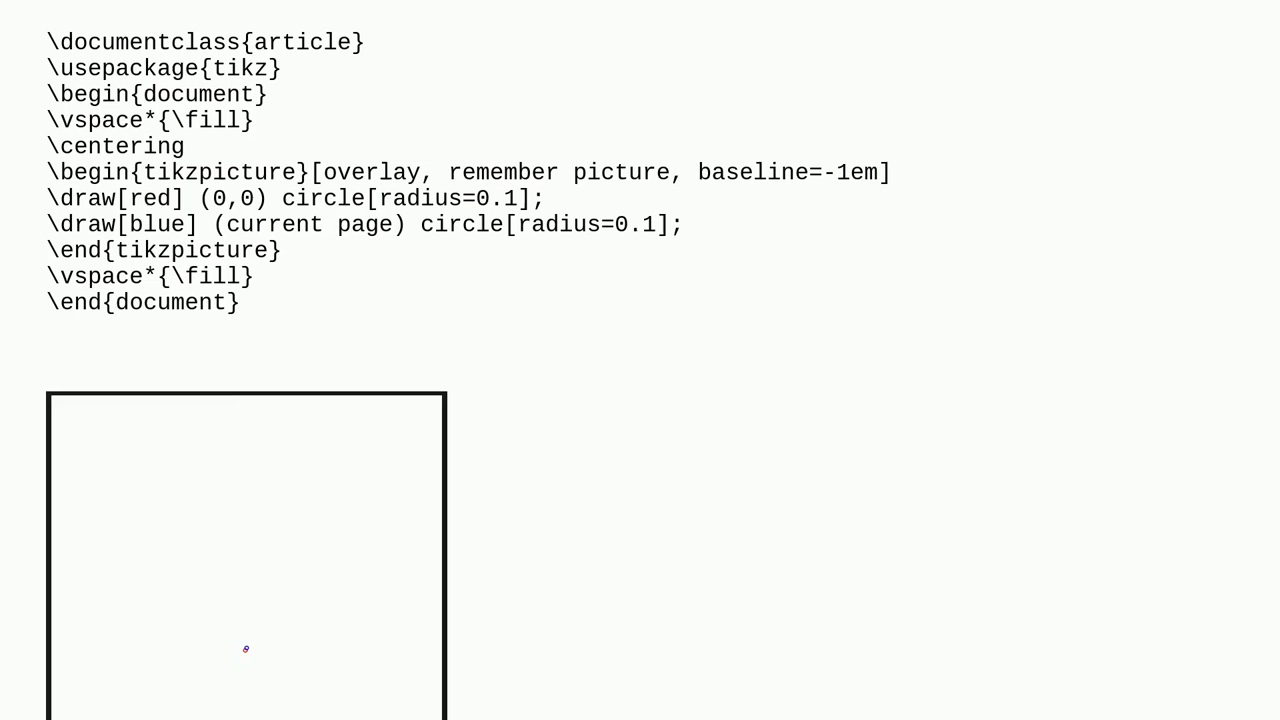 \documentclass{article}
\usepackage{tikz}
\begin{document}
\vspace*{\fill}
\centering
\begin{tikzpicture}[overlay, remember picture, baseline=-1em]
\draw[red] (0,0) circle[radius=0.1];
\draw[blue] (current page) circle[radius=0.1];
\end{tikzpicture}
\vspace*{\fill}
\end{document}